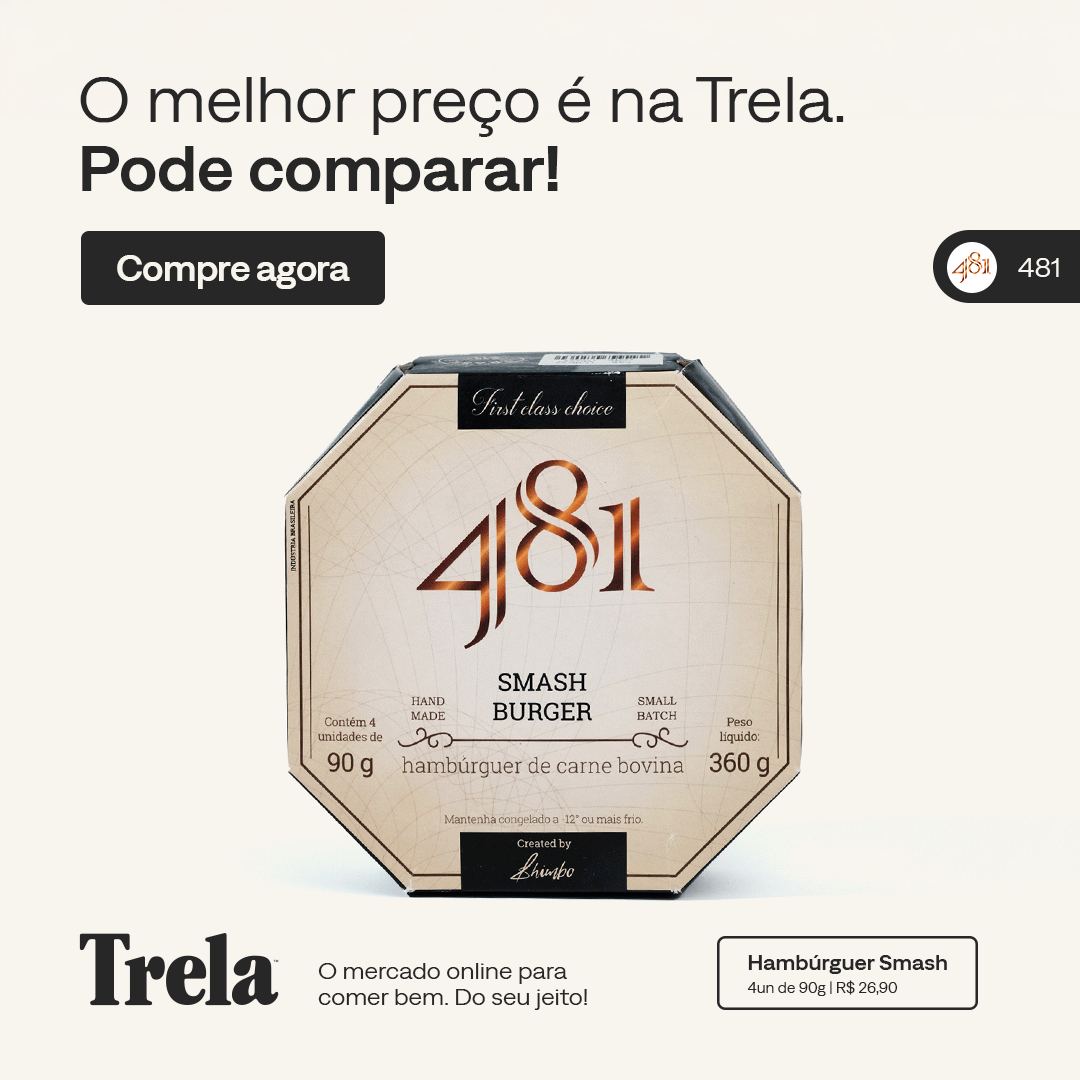 O melhor preço é na Trela.
Pode comparar!
Compre agora
481
481
First class choice
481
INDÚSTRIA BRASILEIRA
SMASH
BURGER
HAND
MADE
SMALL
BATCH
Contém 4
unidades de
90 g
Peso
líquido:
360 g
hambúrguer de carne bovina
Mantenha congelado a -12° ou mais frio.
Created by
Trela™
O mercado online para
comer bem. Do seu jeito!
Hambúrguer Smash
4un de 90g | R$ 26,90